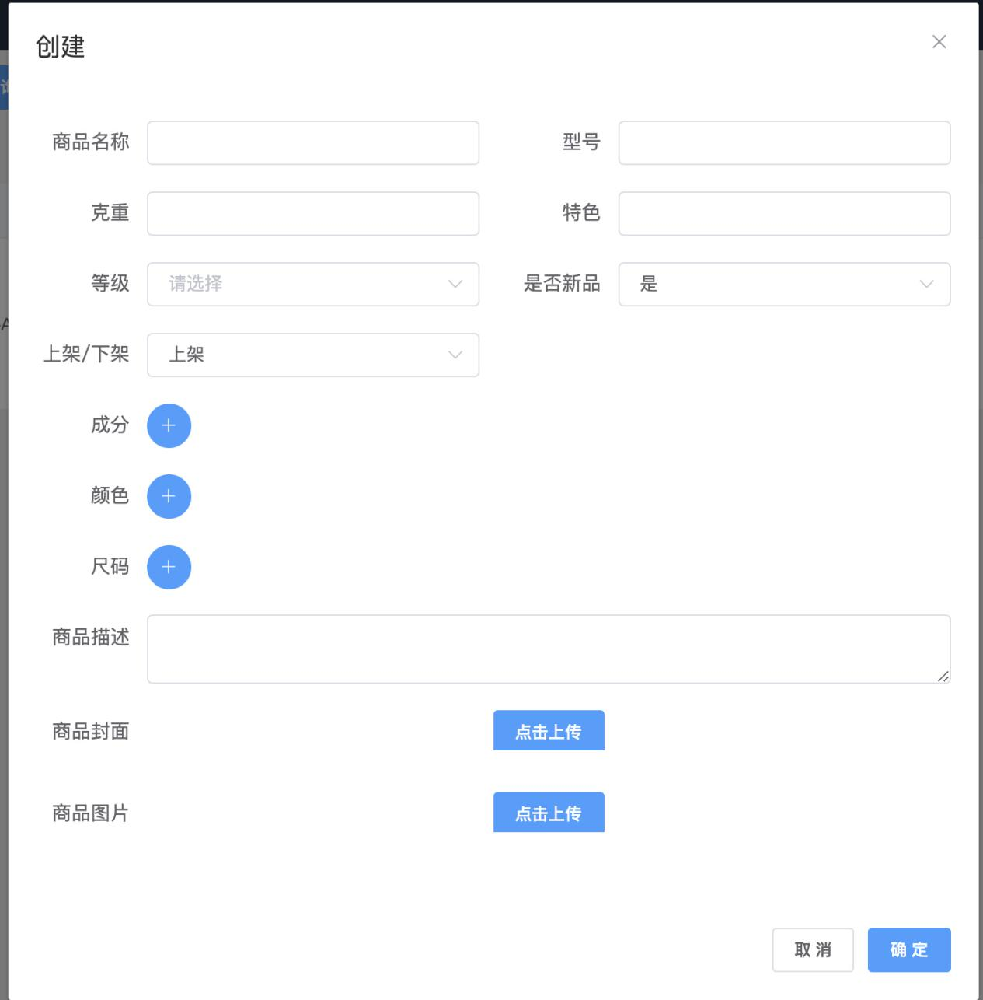 创建
商品名称
型号
克重
特色
等级 请选择
是否新品 是
上架/下架 上架
成分
颜色
尺码
商品描述
商品封面 点击上传
商品图片 点击上传
取消 确定